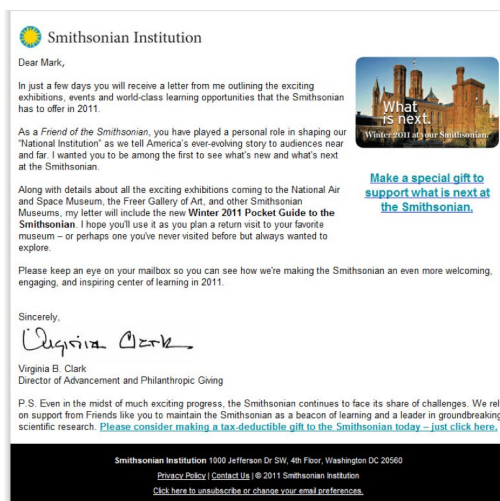 Smithsonian Institution
Dear Mark,
In just a few days you will receive a letter from me outlining the exciting
exhibitions, events and world-class learning opportunities that the Smithsonian
has to offer in 2011.
As a Friend of the Smithsonian, you have played a personal role in shaping our
"National Institution" as we tell America's ever-evolving story to audiences near
and far. I wanted you to be among the first to see what's new and what's next
at the Smithsonian.
What
is next.
Winter 2011 at your Smithsonian.
Make a special gift to
support what is next at
the Smithsonian.
Along with details about all the exciting exhibitions coming to the National Air
and Space Museum, the Freer Gallery of Art, and other Smithsonian
Museums, my letter will include the new Winter 2011 Pocket Guide to the
Smithsonian. I hope you'll use it as you plan a return visit to your favorite
museum – or perhaps one you've never visited before but always wanted to
explore.
Please keep an eye on your mailbox so you can see how we're making the Smithsonian an even more welcoming,
engaging, and inspiring center of learning in 2011.
Sincerely,
Virginia Clark
Virginia B. Clark
Director of Advancement and Philanthropic Giving
P.S. Even in the midst of much exciting progress, the Smithsonian continues to face its share of challenges. We rel
on support from Friends like you to maintain the Smithsonian as a beacon of learning and a leader in groundbreaking
scientific research. Please consider making a tax-deductible gift to the Smithsonian today – just click here.
Smithsonian Institution 1000 Jefferson Dr SW, 4th Floor, Washington DC 20560
Privacy Policy | Contact Us | © 2011 Smithsonian Institution
Click here to unsubscribe or change your email preferences.